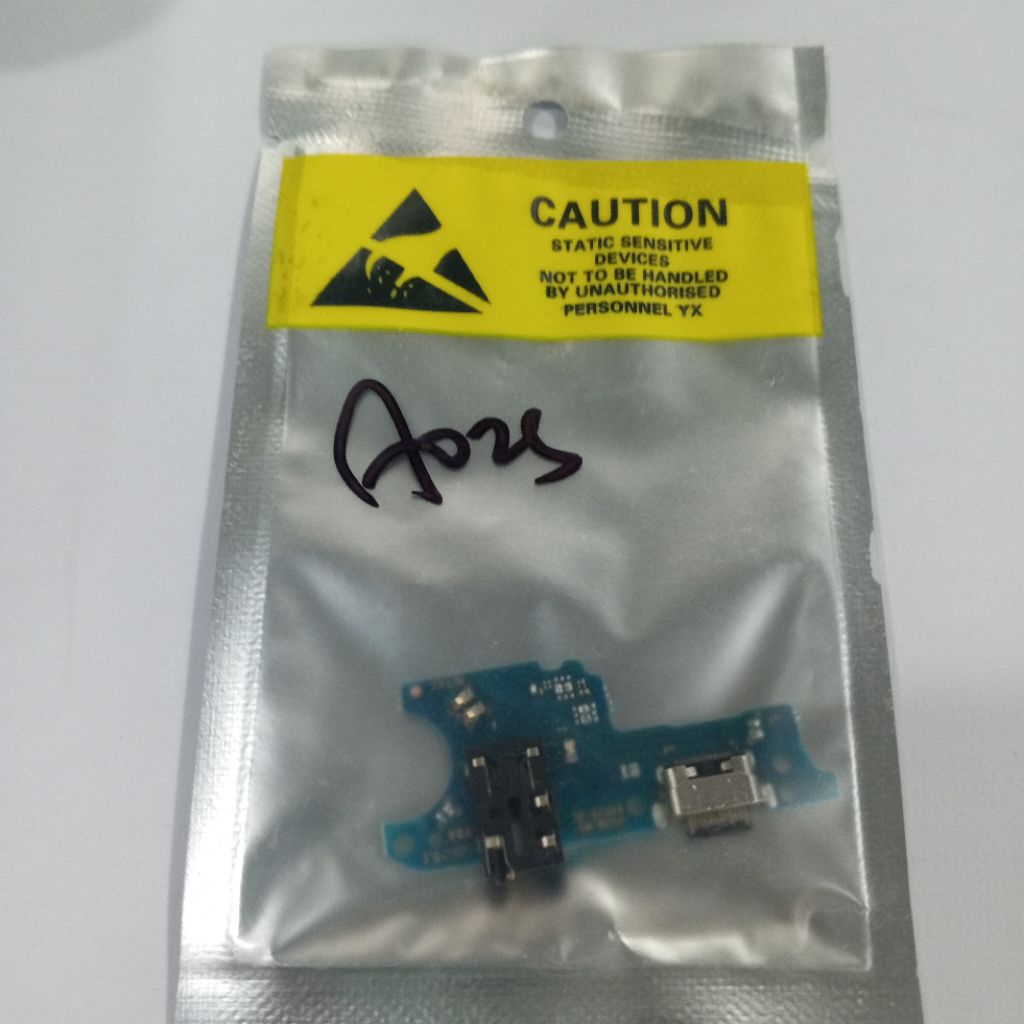 CAUTION
STATIC SENSITIVE
DEVICES
NOT TO BE HANDLED
BY UNAUTHORISED
PERSONNEL YX
A02S